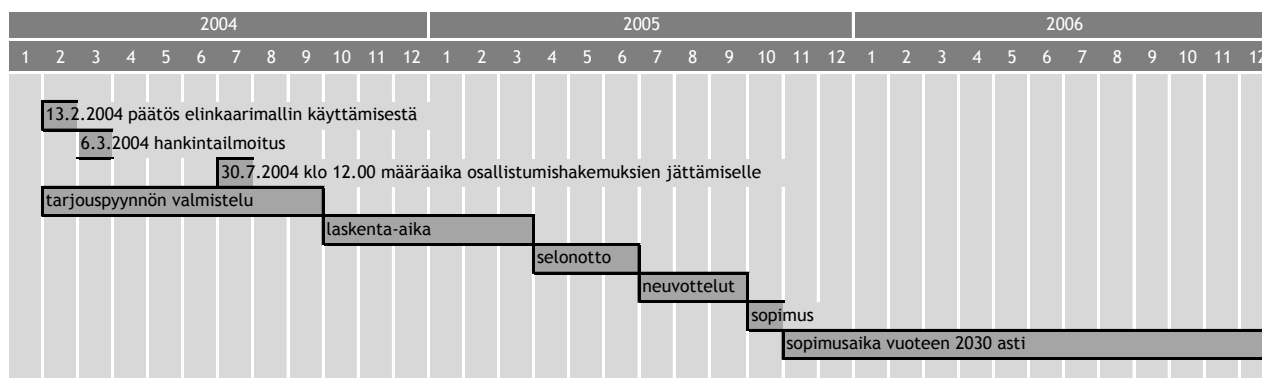 2004 2005 2006
1 2 3 4 5 6 7 8 9 10 11 12 1 2 3 4 5 6 7 8 9 10 11 12 1 2 3 4 5 6 7 8 9 10 11 12
13.2.2004 päätös elinkaarimallin käyttämisestä
6.3.2004 hankintailmoitus
30.7.2004 klo 12.00 määräaika osallistumishakemuksien jättämiselle
tarjouspyynnön valmistelu
laskenta-aika
selonotto
neuvottelut
sopimus
sopimusaika vuoteen 2030 asti